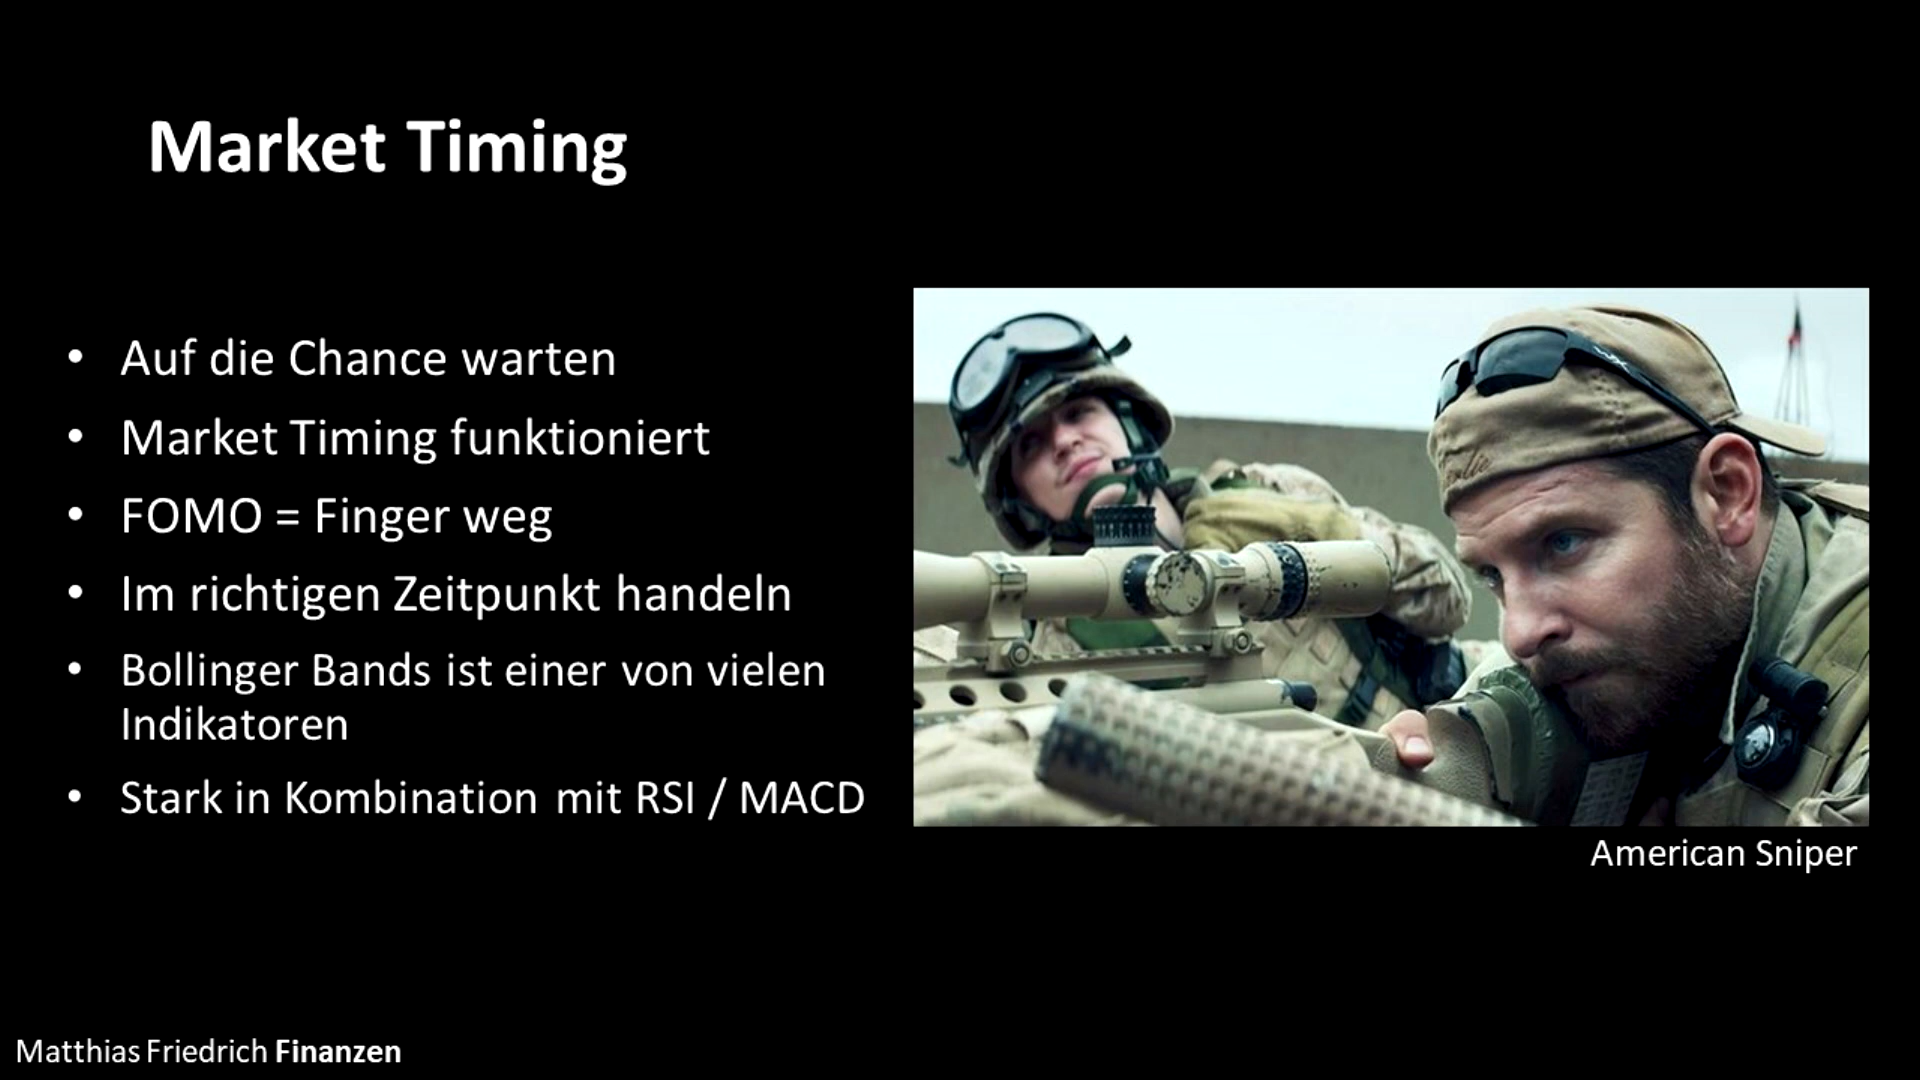 Market Timing
• Auf die Chance warten
• Market Timing funktioniert
• FOMO = Finger weg
• Im richtigen Zeitpunkt handeln
• Bollinger Bands ist einer von vielen
Indikatoren
• Stark in Kombination mit RSI / MACD
American Sniper
Matthias Friedrich Finanzen